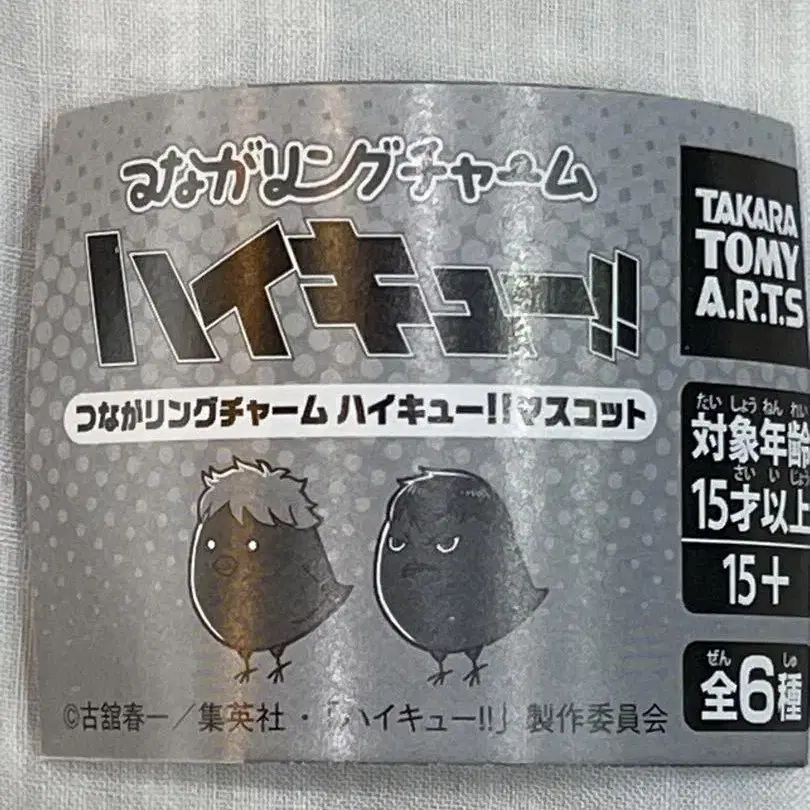 つながリングチャーム
ハイキュー!!
つながリングチャーム ハイキュー!!マスコット
©古舘春一／集英社・「ハイキュー!!」製作委員会
TAKARA
TOMY
A.R.T.S
たい しょう ねん れい
対象年齢
さい い じょう
15才以上
15+
ぜん しゅ
全6種